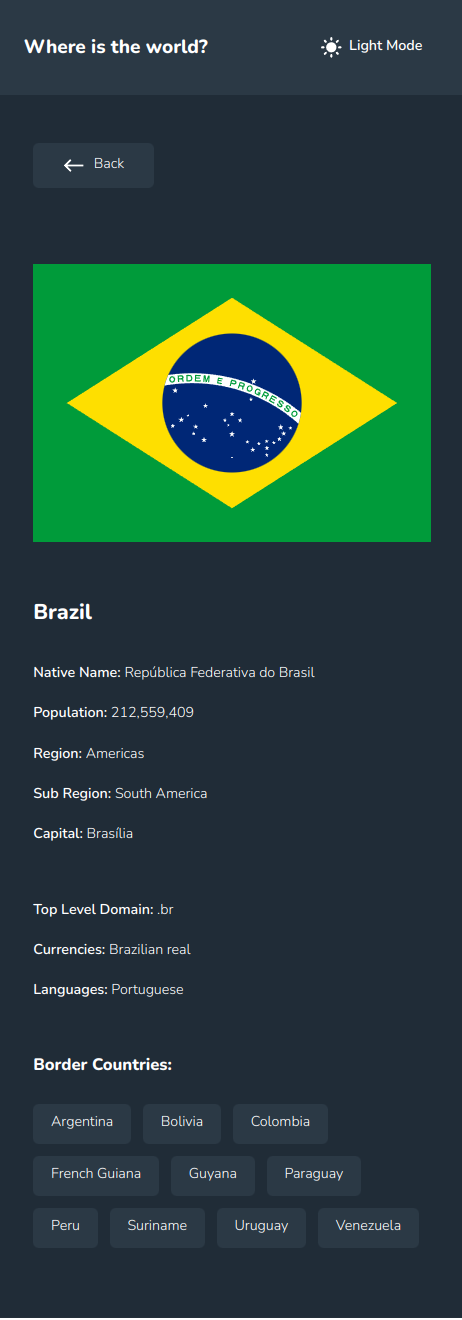 Where is the world?
Light Mode
Back
ORDEM E PROGRESSO
Brazil
Native Name: República Federativa do Brasil
Population: 212,559,409
Region: Americas
Sub Region: South America
Capital: Brasília
Top Level Domain: .br
Currencies: Brazilian real
Languages: Portuguese
Border Countries:
Argentina Bolivia Colombia
French Guiana Guyana Paraguay
Peru Suriname Uruguay Venezuela